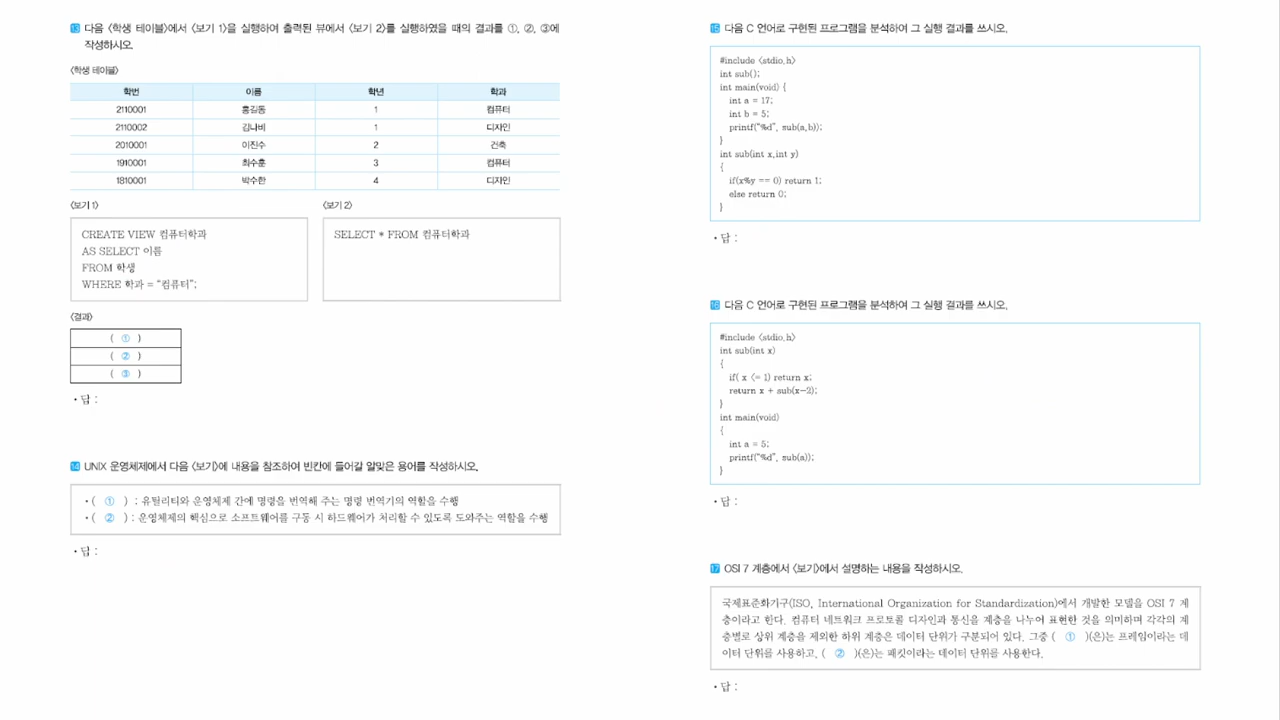 13 다음 〈학생 테이블〉에서 〈보기 1〉을 실행하여 출력된 뷰에서 〈보기 2〉를 실행하였을 때의 결과를 ①, ②, ③에
작성하시오.
〈학생 테이블〉
학번 이름 학년 학과
2110001 홍길동 1 컴퓨터
2110002 김나비 1 디자인
2010001 이진수 2 건축
1910001 최수훈 3 컴퓨터
1810001 박수한 4 디자인
〈보기 1〉
CREATE VIEW 컴퓨터학과
AS SELECT 이름
FROM 학생
WHERE 학과 = “컴퓨터”;
〈보기 2〉
SELECT * FROM 컴퓨터학과
〈결과〉
( ① )
( ② )
( ③ )
• 답 :
14 UNIX 운영체제에서 다음 〈보기〉에 내용을 참조하여 빈칸에 들어갈 알맞은 용어를 작성하시오.
• ( ① ) : 유틸리티와 운영체제 간에 명령을 번역해 주는 명령 번역기의 역할을 수행
• ( ② ) : 운영체제의 핵심으로 소프트웨어를 구동 시 하드웨어가 처리할 수 있도록 도와주는 역할을 수행
• 답 :
15 다음 C 언어로 구현된 프로그램을 분석하여 그 실행 결과를 쓰시오.
#include 〈stdio.h〉
int sub();
int main(void) {
int a = 17;
int b = 5;
printf(“%d”, sub(a,b));
}
int sub(int x,int y)
{
if(x%y == 0) return 1;
else return 0;
}
• 답 :
16 다음 C 언어로 구현된 프로그램을 분석하여 그 실행 결과를 쓰시오.
#include 〈stdio.h〉
int sub(int x)
{
if( x 〈= 1) return x;
return x + sub(x-2);
}
int main(void)
{
int a = 5;
printf(“%d”, sub(a));
}
• 답 :
17 OSI 7 계층에서 〈보기〉에서 설명하는 내용을 작성하시오.
국제표준화기구(ISO, International Organization for Standardization)에서 개발한 모델을 OSI 7 계
층이라고 한다. 컴퓨터 네트워크 프로토콜 디자인과 통신을 계층을 나누어 표현한 것을 의미하며 각각의 계
층별로 상위 계층을 제외한 하위 계층은 데이터 단위가 구분되어 있다. 그중 ( ① )(은)는 프레임이라는 데
이터 단위를 사용하고, ( ② )(은)는 패킷이라는 데이터 단위를 사용한다.
• 답 :